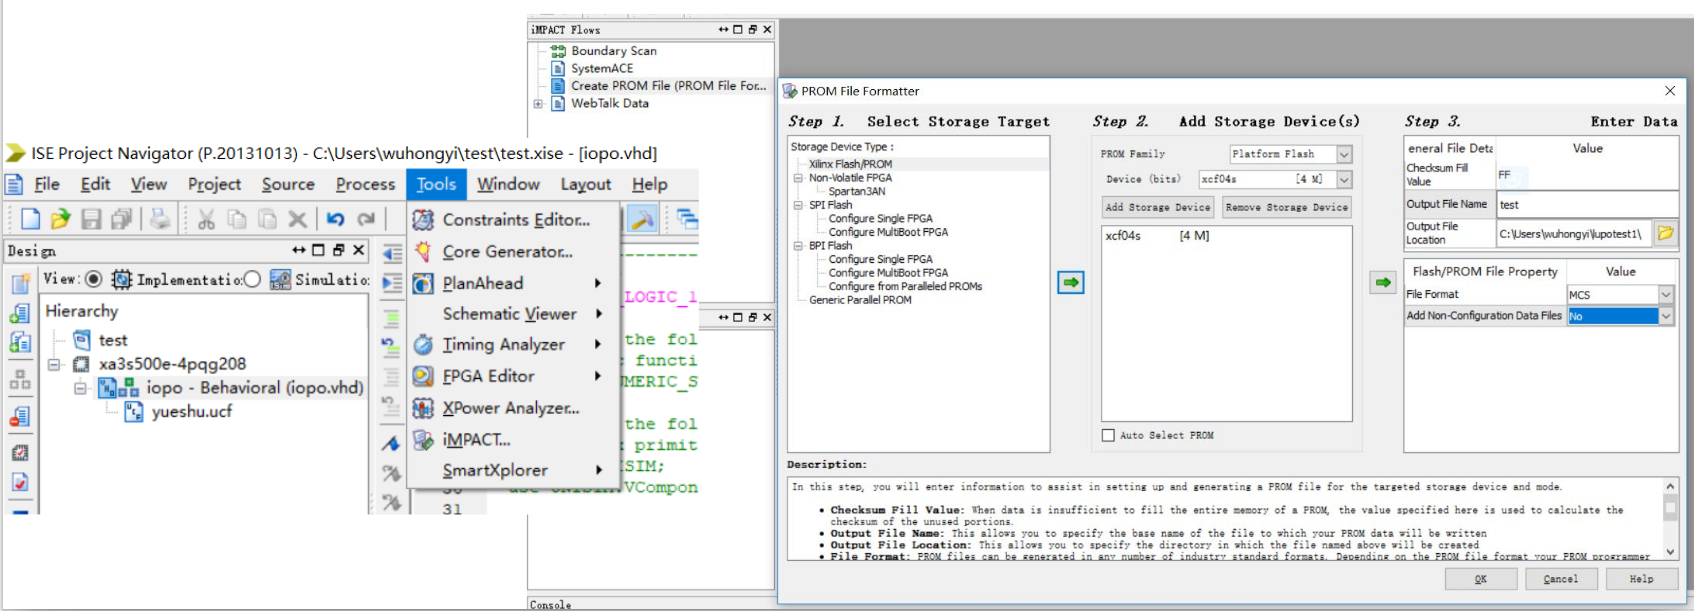 iMPACT Flows
Boundary Scan
SystemACE
Create PROM File (PROM File For...
WebTalk Data
ISE Project Navigator (P.20131013) - C:\Users\wuhongyi\test\test.xise - [iopo.vhd]
File Edit View Project Source Process Tools Window Layout Help
Design
View: Implementatio: Simulatio:
Hierarchy
test
xa3s500e-4pqg208
iopo - Behavioral (iopo.vhd)
yueshu.ucf
Constraints Editor...
Core Generator...
PlanAhead
Schematic Viewer
Timing Analyzer
FPGA Editor
XPower Analyzer...
iMPACT...
SmartXplorer
_LOGIC_1
the fol
functi
UMERIC_S
the fol
primit
SIM;
VCompon
31
PROM File Formatter
Step 1. Select Storage Target
Storage Device Type :
Xilinx Flash/PROM
Non-Volatile FPGA
Spartan3AN
SPI Flash
Configure Single FPGA
Configure MultiBoot FPGA
BPI Flash
Configure Single FPGA
Configure MultiBoot FPGA
Configure from Paralleled PROMs
Generic Parallel PROM
Step 2. Add Storage Device(s)
PROM Family Platform Flash
Device (bits) xcf04s [4 M]
Add Storage Device Remove Storage Device
xcf04s [4 M]
Auto Select PROM
Step 3. Enter Data
eneral File Deta Value
Checksum Fill Value FF
Output File Name test
Output File Location C:\Users\wuhongyi\lupotest1\
Flash/PROM File Property Value
File Format MCS
Add Non-Configuration Data Files No
Description:
In this step, you will enter information to assist in setting up and generating a PROM file for the targeted storage device and mode.
• Checksum Fill Value: When data is insufficient to fill the entire memory of a PROM, the value specified here is used to calculate the
checksum of the unused portions.
• Output File Name: This allows you to specify the base name of the file to which your PROM data will be written
• Output File Location: This allows you to specify the directory in which the file named above will be created
• File Format: PROM files can be generated in any number of industry standard formats. Depending on the PROM file format your PROM programmer
OK Cancel Help
Console